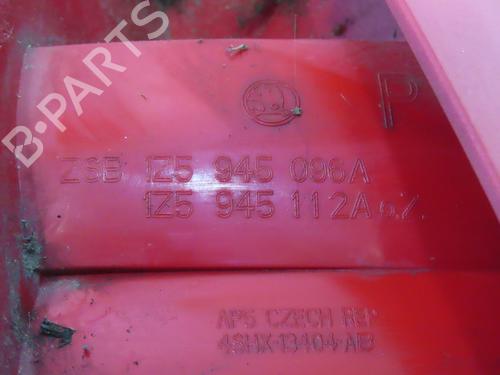 B-PARTS
P
ZSB 1Z5 945 096A
1Z5 945 112A o.Z.
APS CZECH REP
4SHX-13404-AB